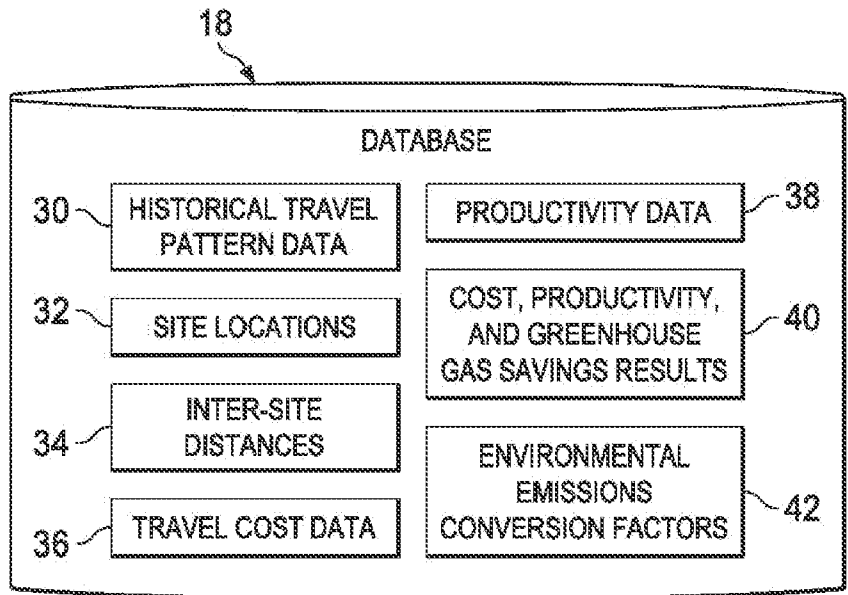 18
DATABASE
30
HISTORICAL TRAVEL
PATTERN DATA
32
SITE LOCATIONS
34
INTER-SITE
DISTANCES
36
TRAVEL COST DATA
PRODUCTIVITY DATA
38
COST, PRODUCTIVITY,
AND GREENHOUSE
GAS SAVINGS RESULTS
40
ENVIRONMENTAL
EMISSIONS
CONVERSION FACTORS
42